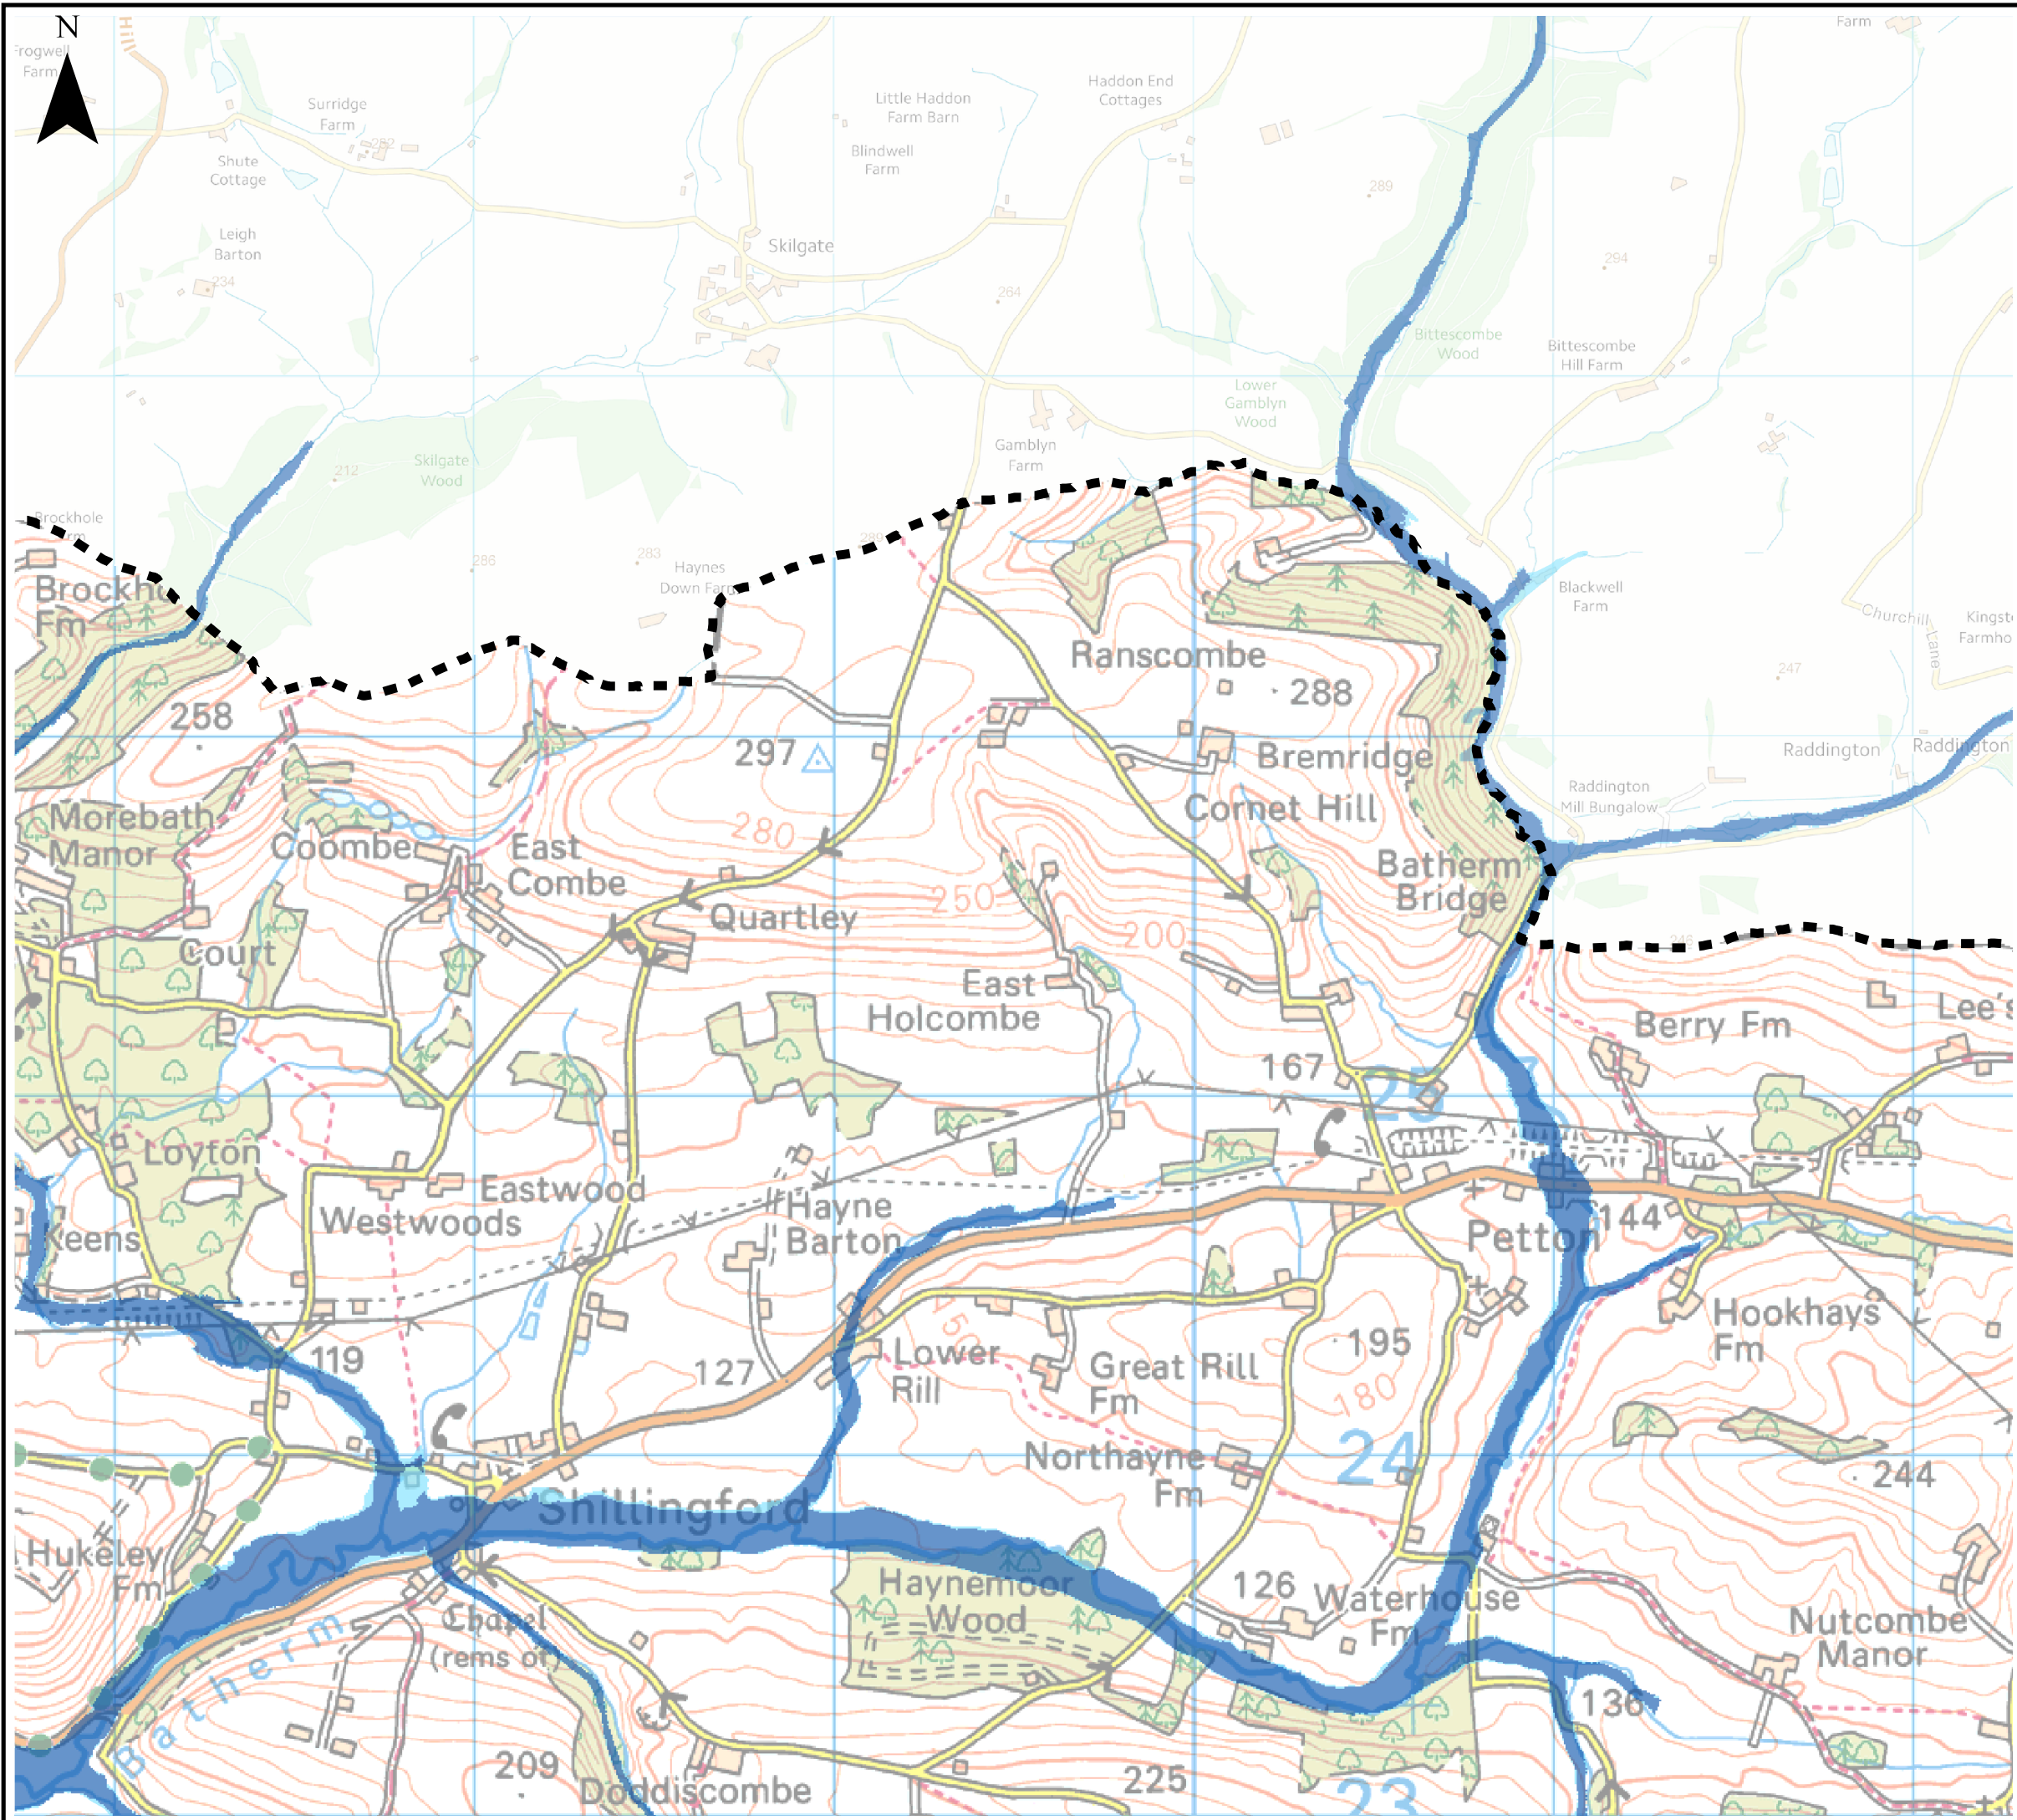 N
Hill
Farm
Surridge
Farm
Shute
Cottage
Leigh
Barton
234
Little Haddon
Farm Barn
Blindwell
Farm
Haddon End
Cottages
289
294
264
Skilgate
Bittescombe
Wood
Bittescombe
Hill Farm
Lower
Gamblyn
Wood
Gamblyn
Farm
Skilgate
Wood
212
286
283
Haynes
Down Farm
Brockhole
Fm
258
Blackwell
Farm
Churchill Lane
247
Raddington
Raddington
Raddington
Mill Bungalow
Ranscombe
288
297
Bremridge
Cornet Hill
Batherm
Bridge
Morebath
Manor
Coombe
East
Combe
280
250
200
Quartley
Court
East
Holcombe
Berry Fm
Lee's
167
25
Loyton
Eastwood
Westwoods
Keens
Hayne
Barton
Petton
144
Hookhays
Fm
119
127
Lower
Rill
150
Great Rill
Fm
195
180
24
Northayne
Fm
244
Shillingford
Hukeley
Fm
Haynemoor
Wood
126
Waterhouse
Fm
Nutcombe
Manor
Chapel
(rems of)
Batherm
136
209
Doddiscombe
225
23